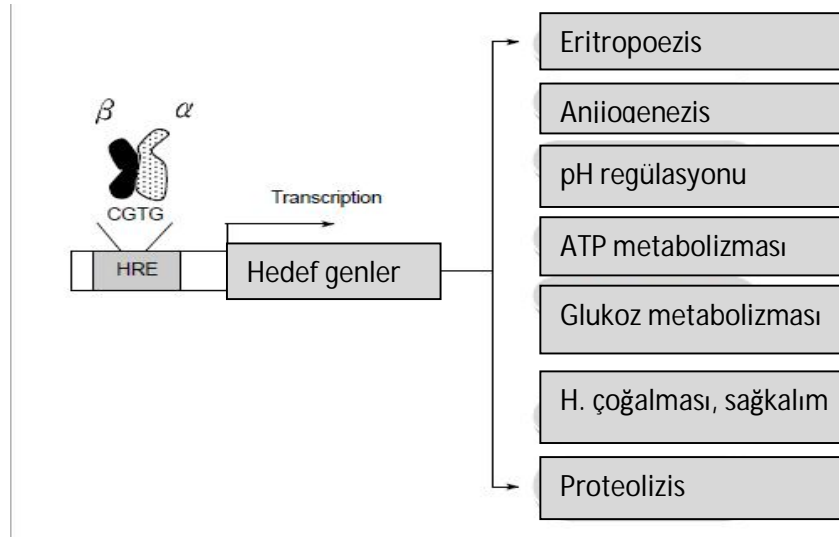 β α
CGTG
Transcription
HRE
Hedef genler
Eritropoezis
Anjiogenezis
pH regülasyonu
ATP metabolizması
Glukoz metabolizması
H. çoğalması, sağkalım
Proteolizis